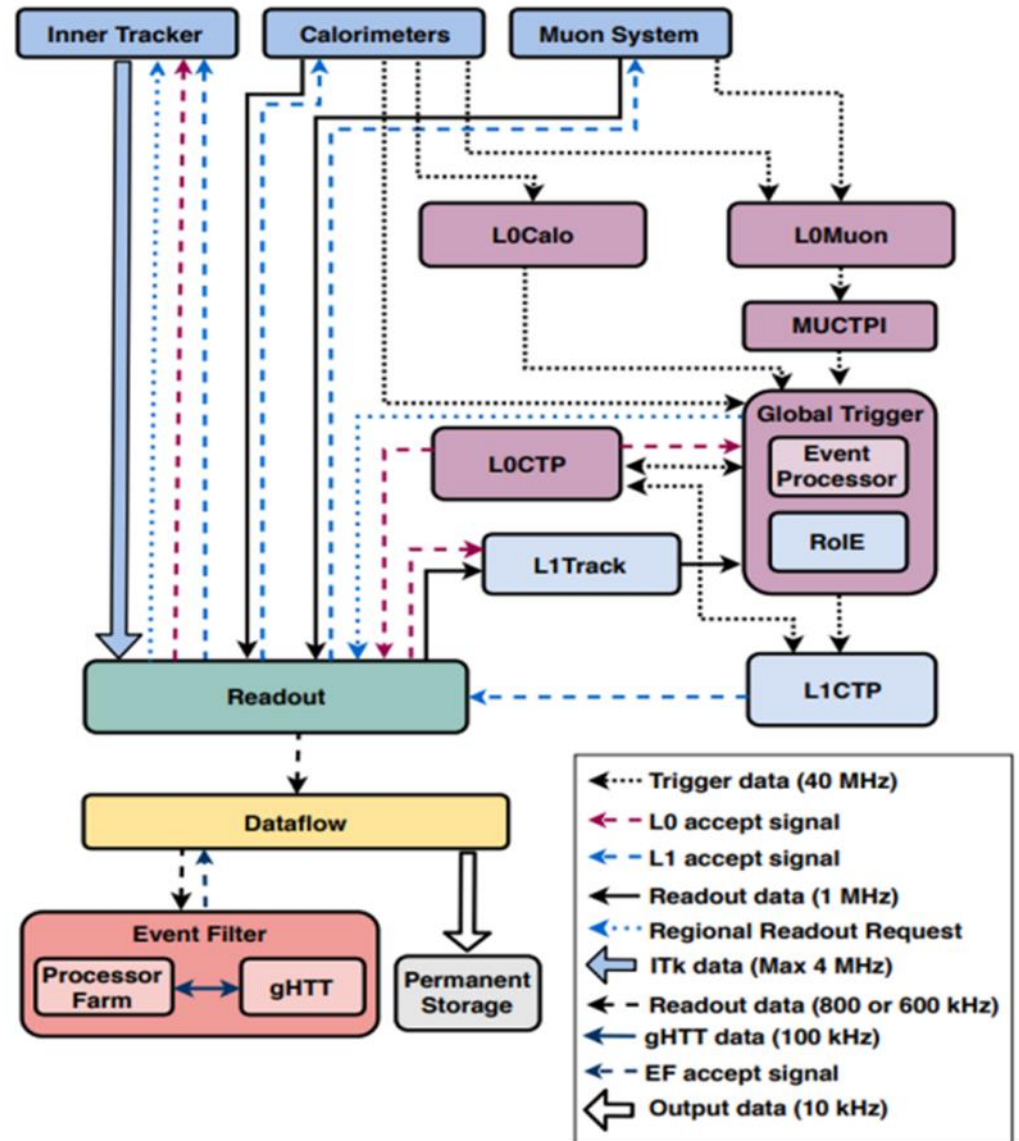 Inner Tracker
Calorimeters
Muon System
L0Calo
L0Muon
MUCTPI
Global Trigger
Event
Processor
RoIE
L0CTP
L1Track
L1CTP
Readout
Dataflow
Event Filter
Processor
Farm
gHTT
Permanent
Storage
Trigger data (40 MHz)
L0 accept signal
L1 accept signal
Readout data (1 MHz)
Regional Readout Request
ITk data (Max 4 MHz)
Readout data (800 or 600 kHz)
gHTT data (100 kHz)
EF accept signal
Output data (10 kHz)